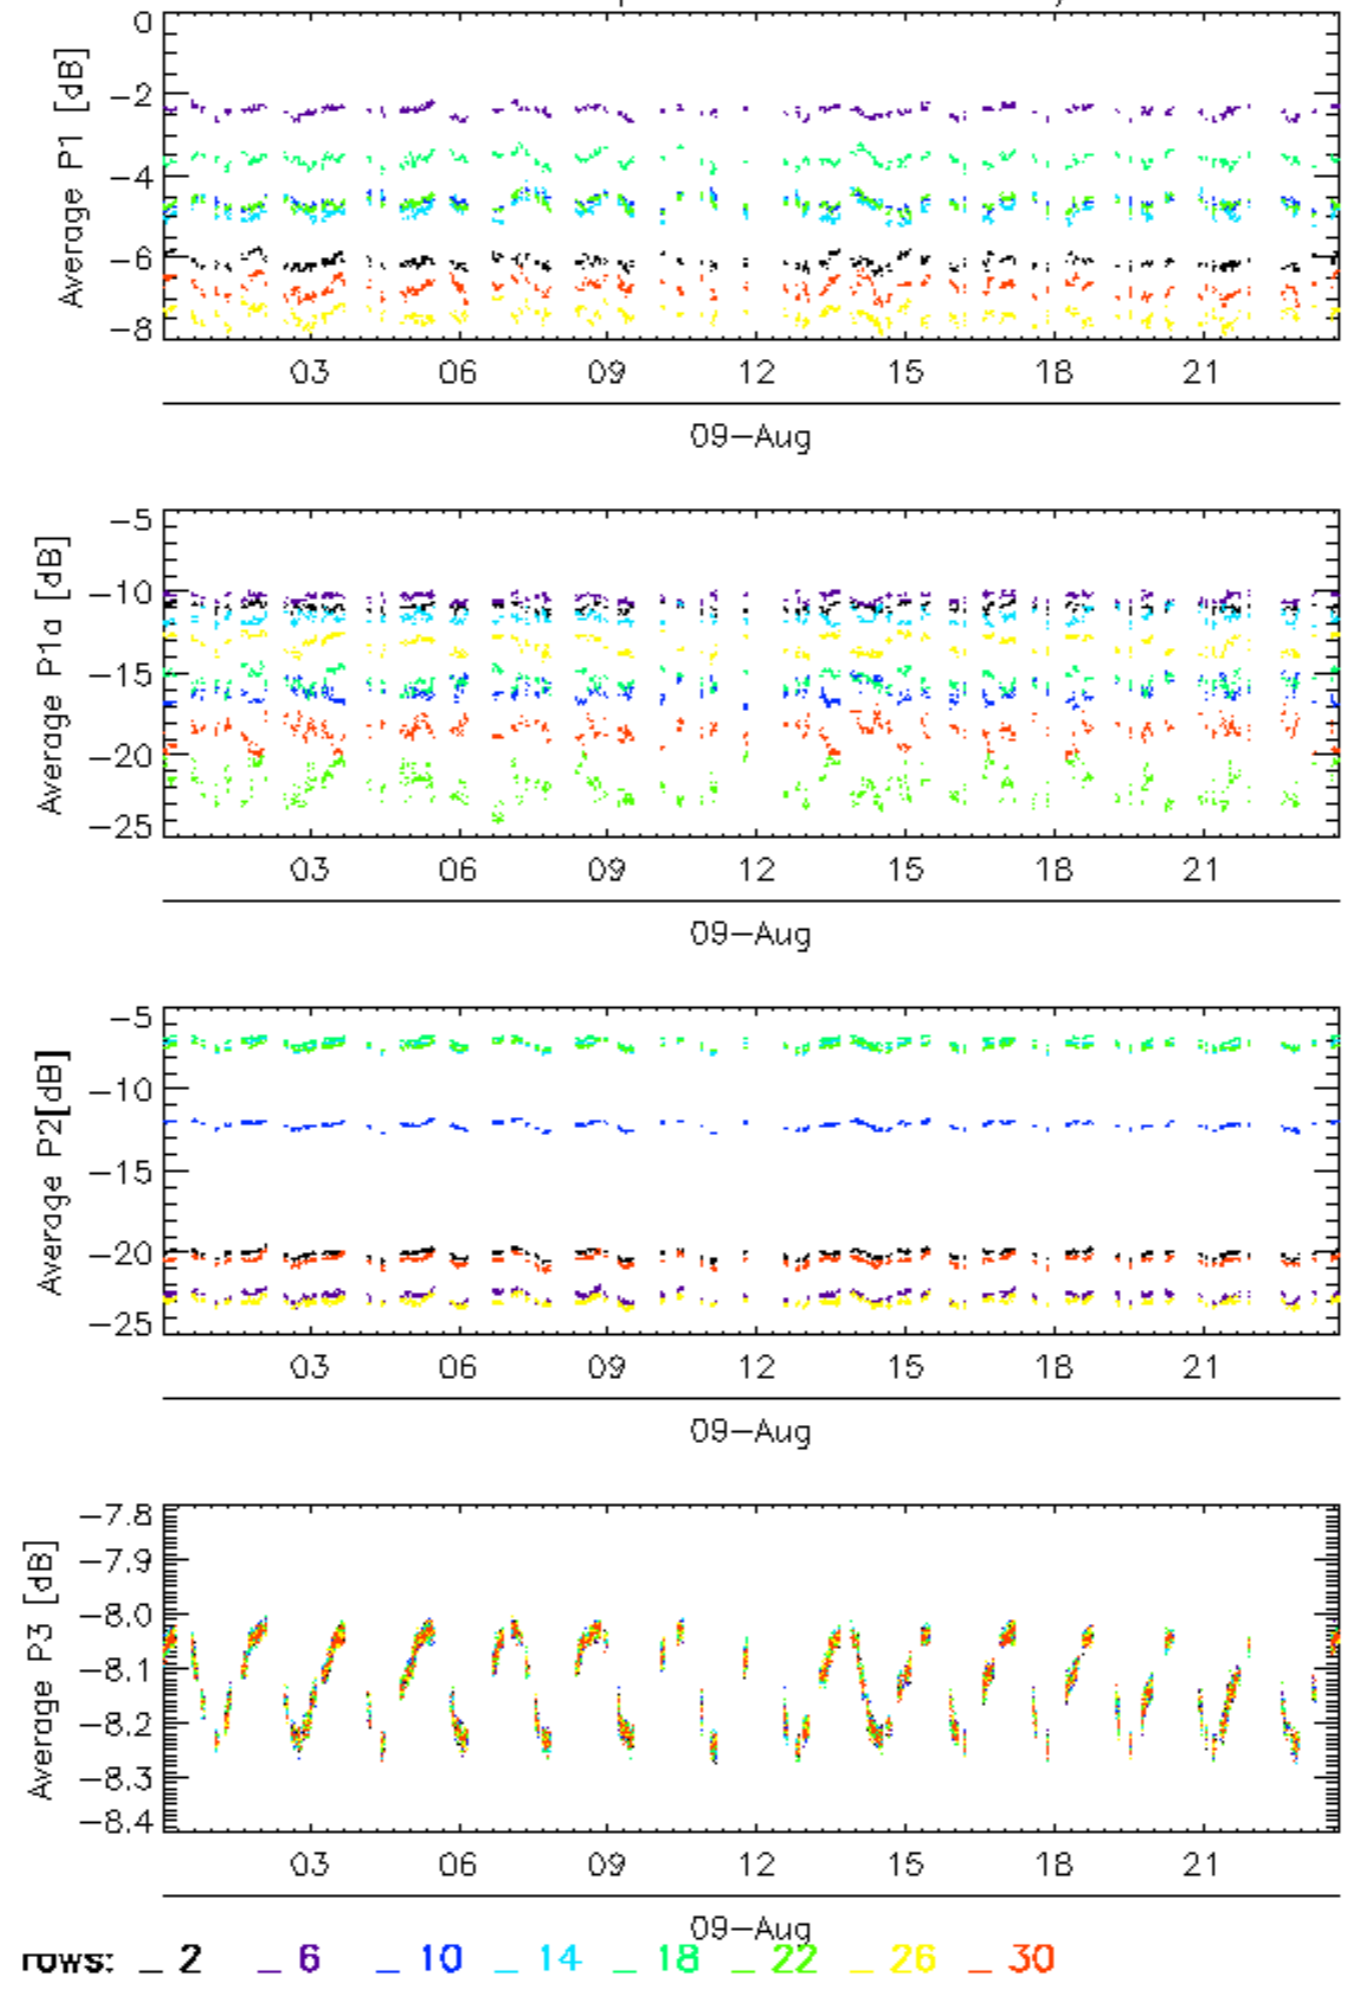 0
−2
−4
−6
−8
Average P1 [dB]
03 06 09 12 15 18 21
09−Aug
−5
−10
−15
−20
−25
Average P1a [dB]
03 06 09 12 15 18 21
09−Aug
−5
−10
−15
−20
−25
Average P2[dB]
03 06 09 12 15 18 21
09−Aug
−7.8
−7.9
−8.0
−8.1
−8.2
−8.3
−8.4
Average P3 [dB]
03 06 09 12 15 18 21
09−Aug
rows: _ 2 _ 6 _ 10 _ 14 _ 18 _ 22 _ 26 _ 30